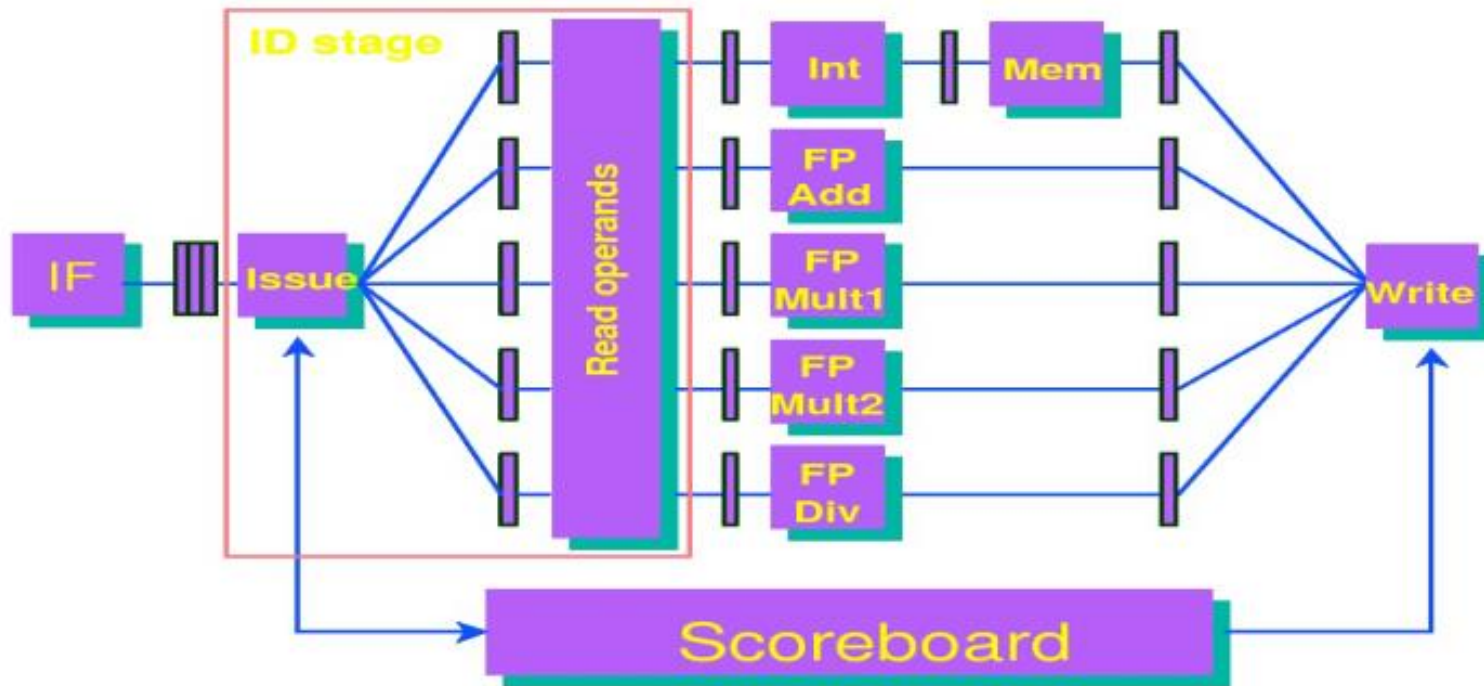 ID stage
IF
Issue
Read operands
Int
Mem
FP
Add
FP
Mult1
FP
Mult2
FP
Div
Write
Scoreboard